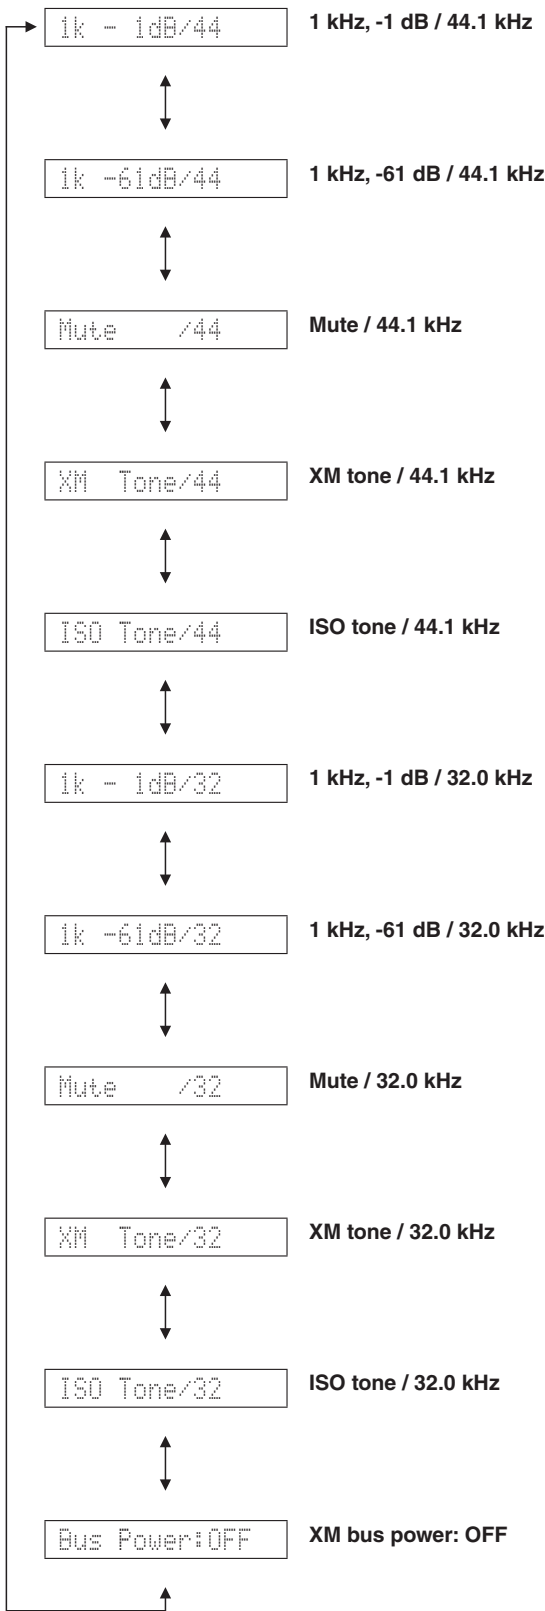 1k - 1dB/44 1 kHz, -1 dB / 44.1 kHz
1k -61dB/44 1 kHz, -61 dB / 44.1 kHz
Mute /44 Mute / 44.1 kHz
XM Tone/44 XM tone / 44.1 kHz
ISO Tone/44 ISO tone / 44.1 kHz
1k - 1dB/32 1 kHz, -1 dB / 32.0 kHz
1k -61dB/32 1 kHz, -61 dB / 32.0 kHz
Mute /32 Mute / 32.0 kHz
XM Tone/32 XM tone / 32.0 kHz
ISO Tone/32 ISO tone / 32.0 kHz
Bus Power:OFF XM bus power: OFF